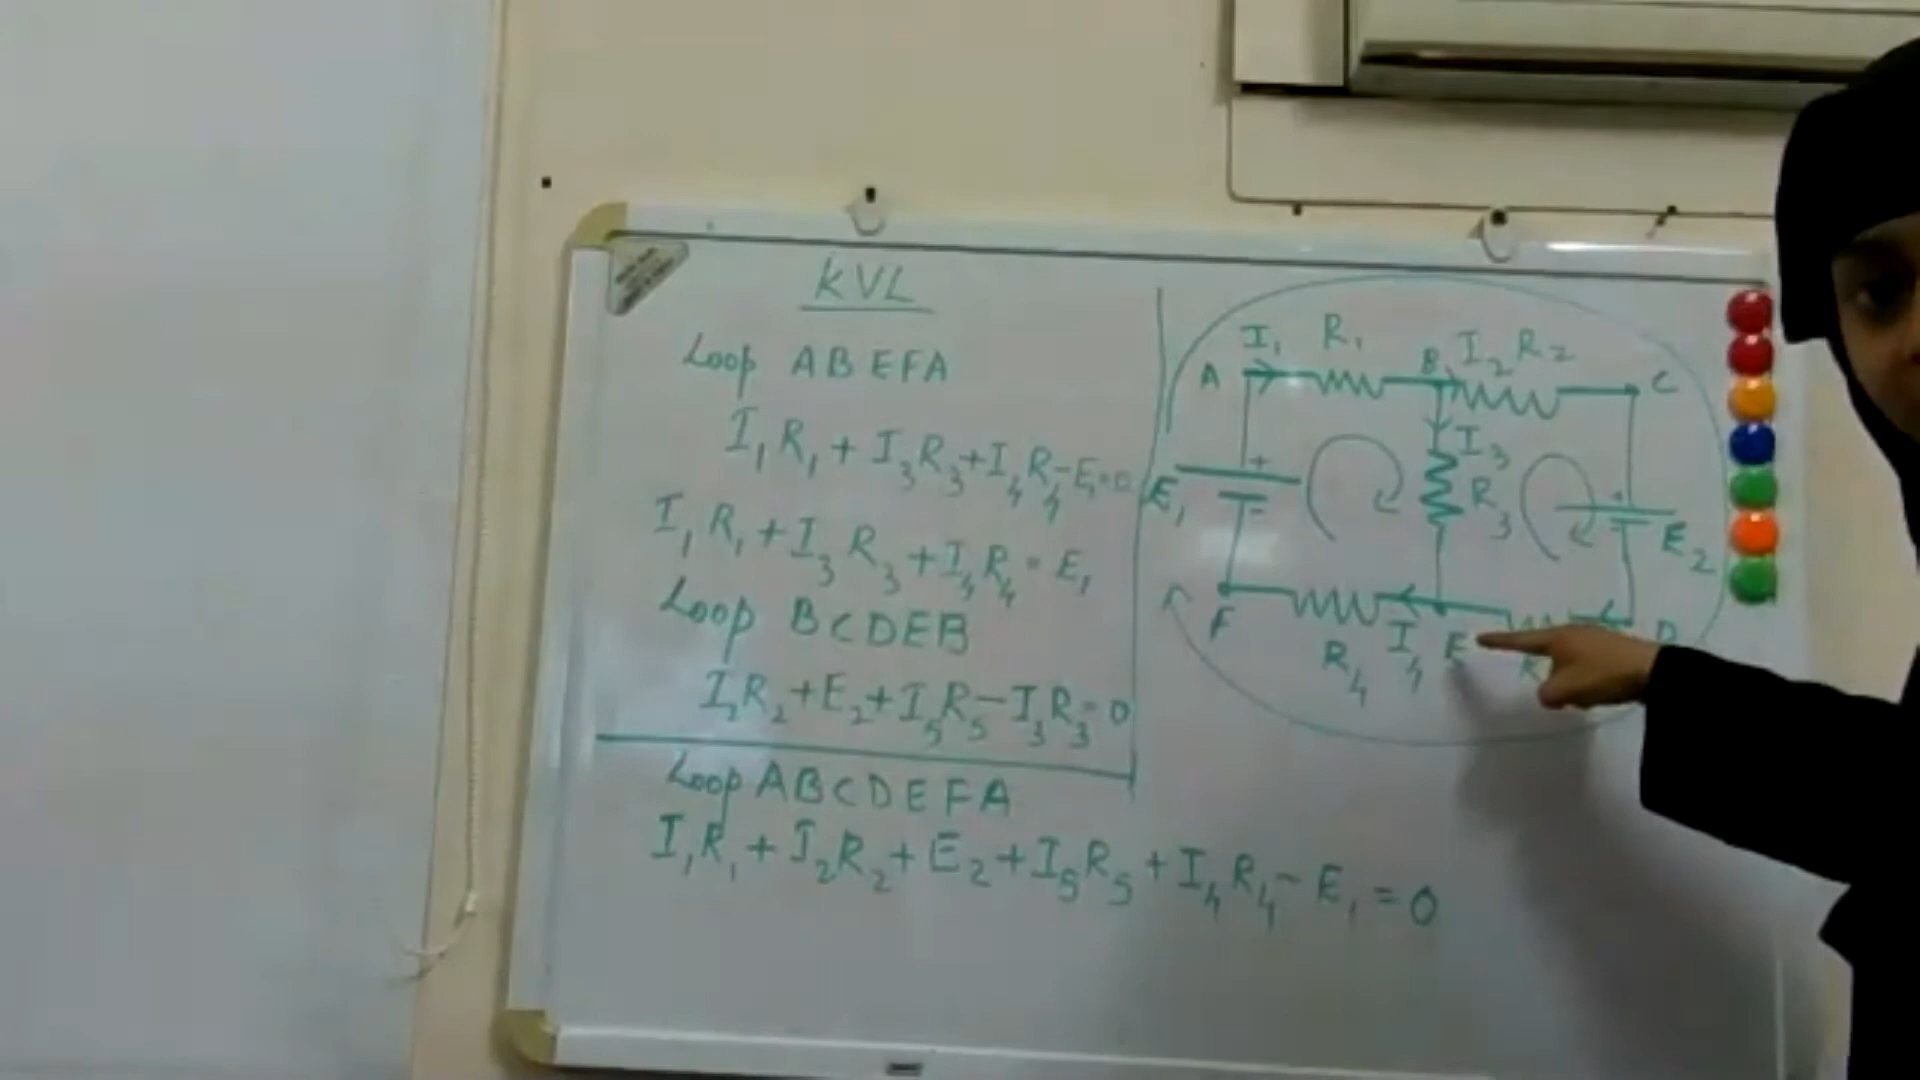 KVL
Loop ABEFA
I₁R₁ + I₃R₃ + I₄R₄ - E₁ = 0
I₁R₁ + I₃R₃ + I₄R₄ = E₁
Loop BCDEB
I₂R₂ + E₂ + I₅R₅ - I₃R₃ = 0
Loop ABCDEFA
I₁R₁ + I₂R₂ + E₂ + I₅R₅ + I₄R₄ - E₁ = 0
I₁ R₁ I₂ R₂
A B C
I₃
+ R₃ +
E₁ - E₂
F E D
R₄ I₄